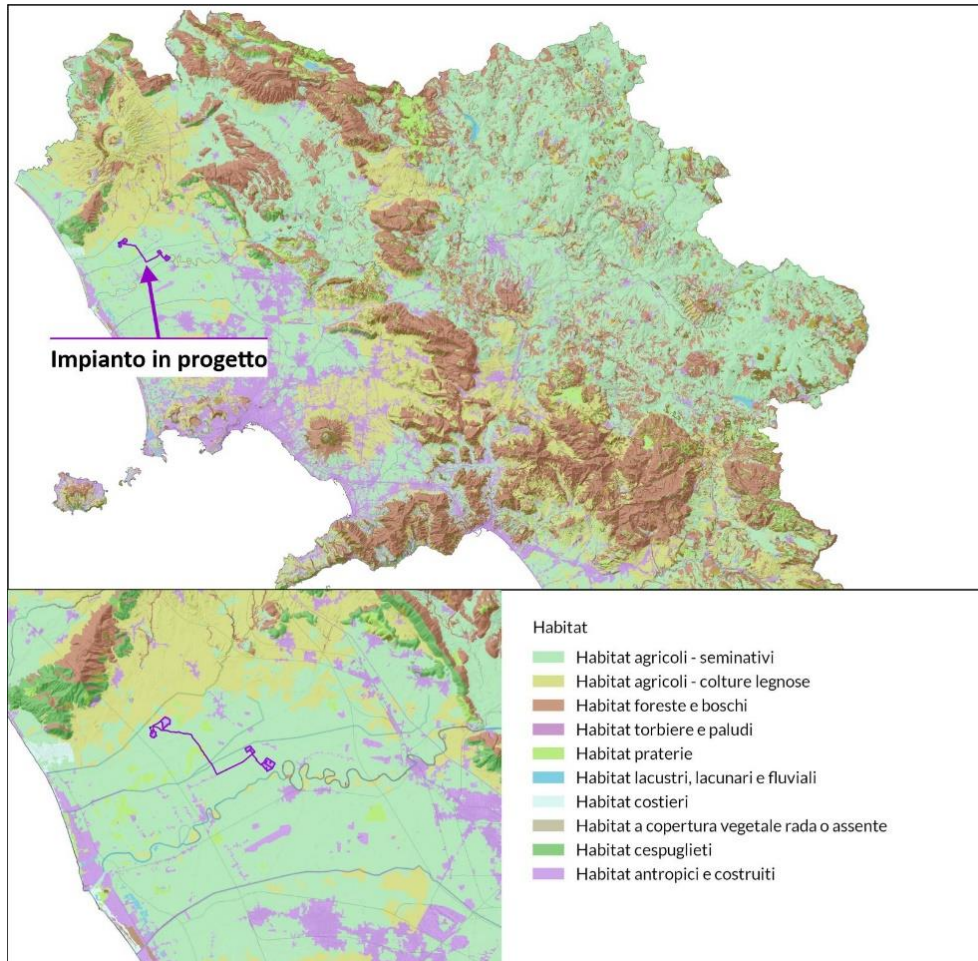 Impianto in progetto
Habitat
Habitat agricoli - seminativi
Habitat agricoli - colture legnose
Habitat foreste e boschi
Habitat torbiere e paludi
Habitat praterie
Habitat lacustri, lacunari e fluviali
Habitat costieri
Habitat a copertura vegetale rada o assente
Habitat cespuglieti
Habitat antropici e costruiti